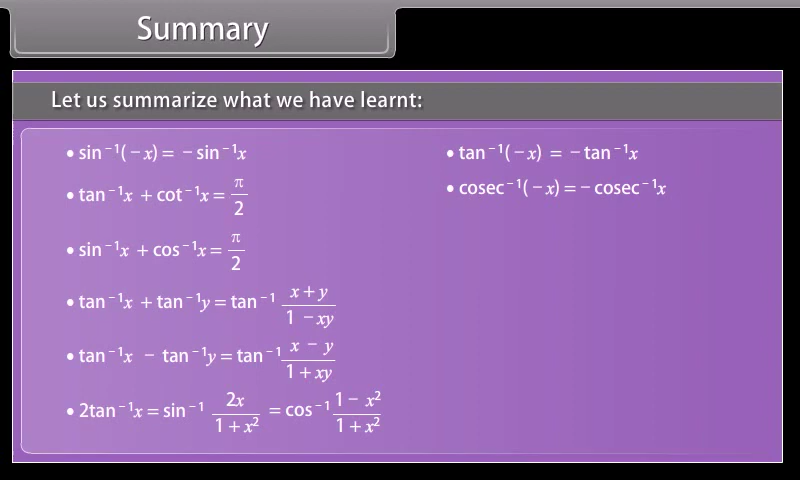 Summary
Let us summarize what we have learnt:
• sin⁻¹(−x) = −sin⁻¹x
• tan⁻¹x + cot⁻¹x = π/2
• sin⁻¹x + cos⁻¹x = π/2
• tan⁻¹x + tan⁻¹y = tan⁻¹ (x + y)/(1 − xy)
• tan⁻¹x − tan⁻¹y = tan⁻¹ (x − y)/(1 + xy)
• 2tan⁻¹x = sin⁻¹ 2x/(1 + x²) = cos⁻¹ (1 − x²)/(1 + x²)
• tan⁻¹(−x) = −tan⁻¹x
• cosec⁻¹(−x) = −cosec⁻¹x